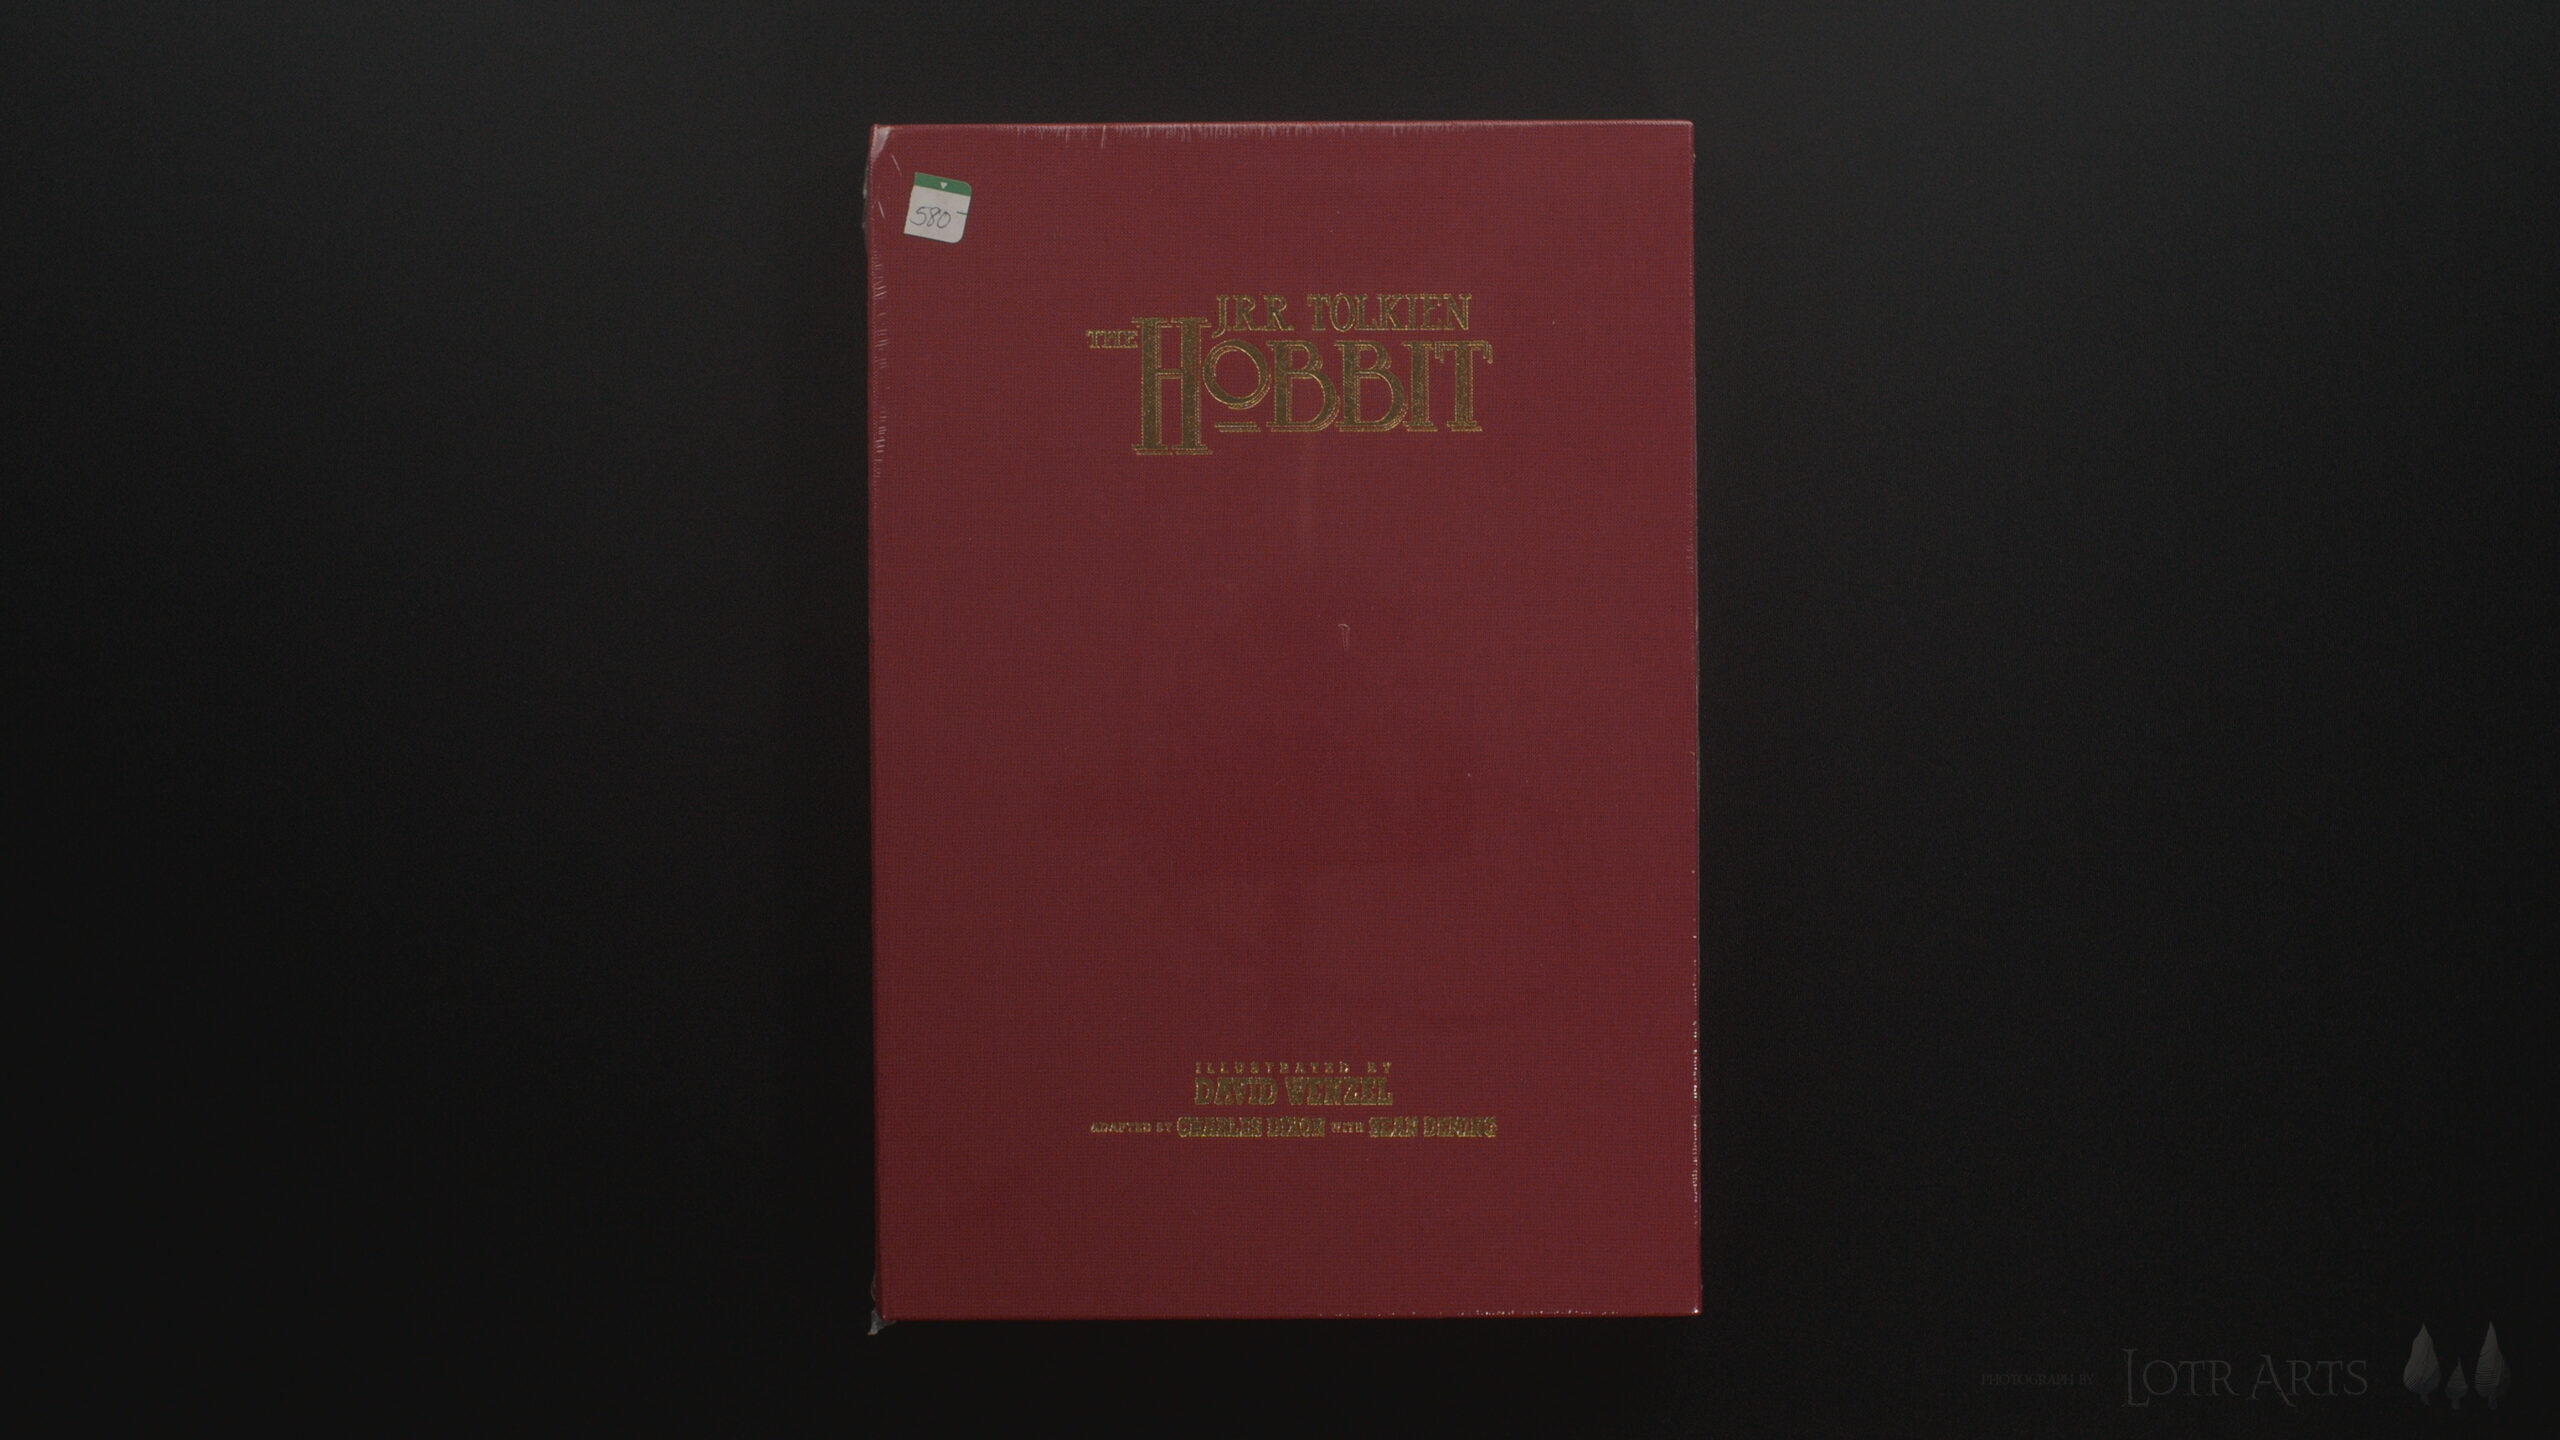 580-
J.R.R. TOLKIEN
THE HOBBIT
ILLUSTRATED BY
DAVID WENZEL
ADAPTED BY CHARLES DIXON WITH SEAN DEMING
PHOTOGRAPH BY LOTR ARTS